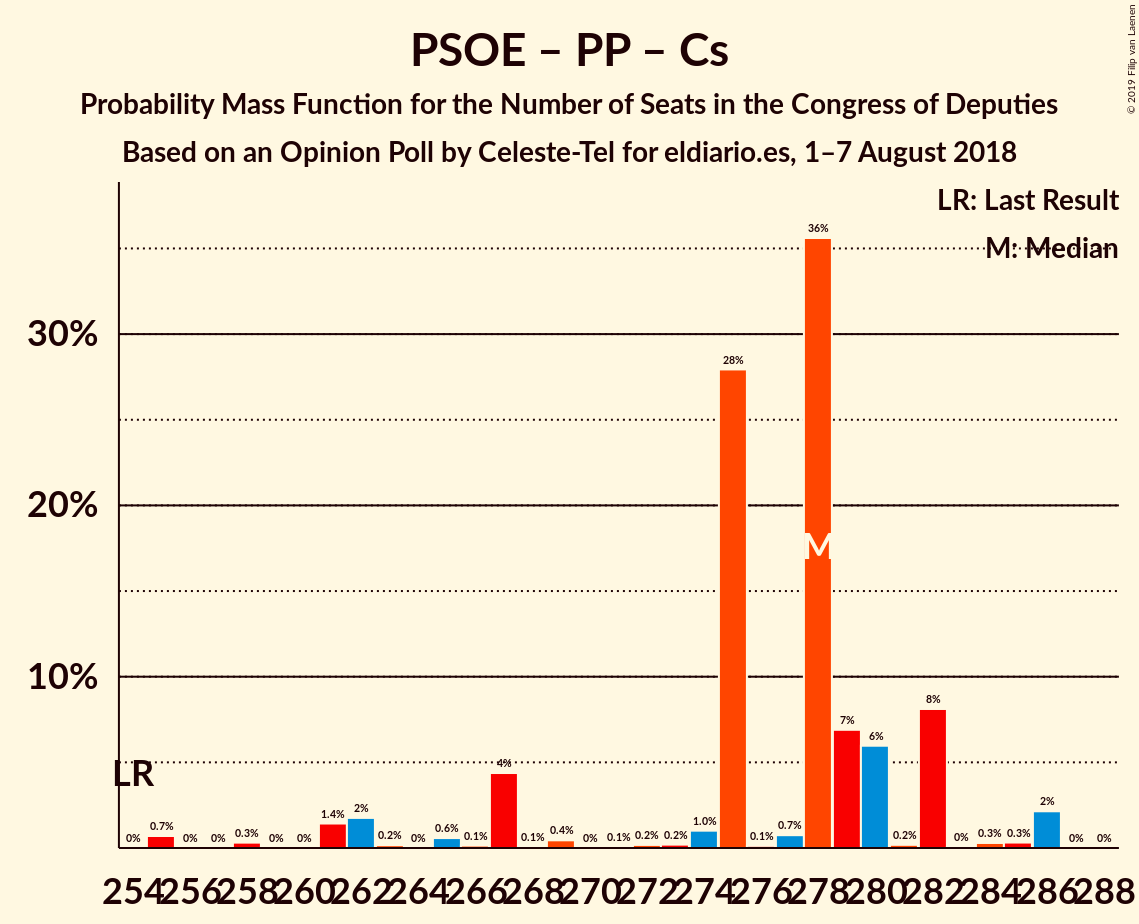 PSOE – PP – Cs
Probability Mass Function for the Number of Seats in the Congress of Deputies
Based on an Opinion Poll by Celeste-Tel for eldiario.es, 1–7 August 2018
© 2019 Filip van Laenen
LR: Last Result
M: Median
30%
20%
10%
LR
M
0% 0.7% 0% 0% 0.3% 0% 0% 1.4% 2% 0.2% 0% 0.6% 0.1% 4% 0.1% 0.4% 0% 0.1% 0.2% 0.2% 1.0% 28% 0.1% 0.7% 36% 7% 6% 0.2% 8% 0% 0.3% 0.3% 2% 0% 0%
254 256 258 260 262 264 266 268 270 272 274 276 278 280 282 284 286 288